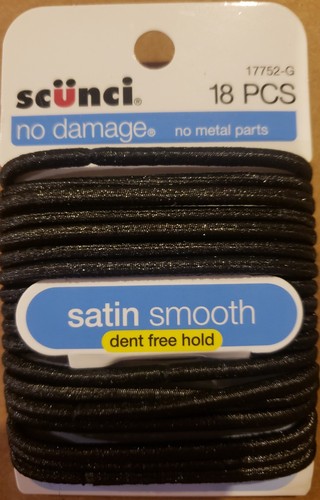 17752-G
scünci® 18 PCS
no damage® no metal parts
satin smooth
dent free hold